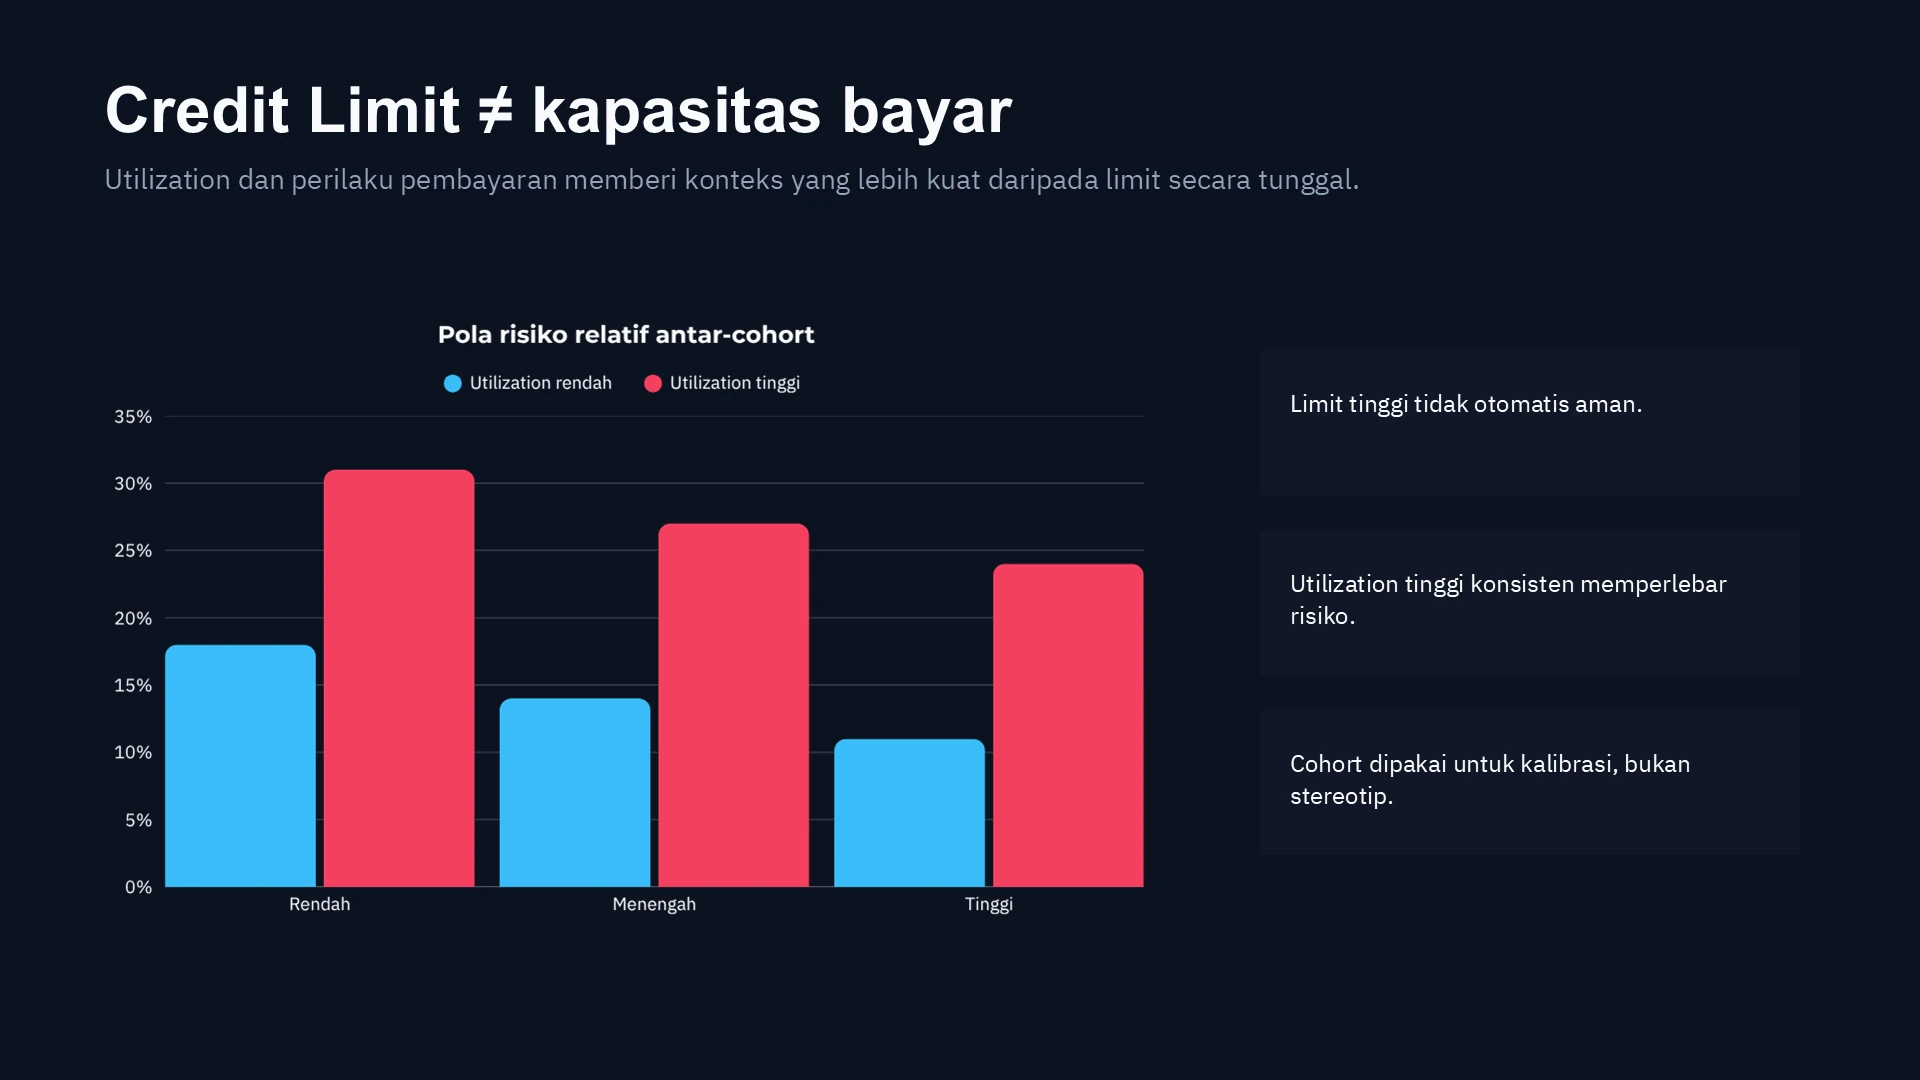 Credit Limit ≠ kapasitas bayar
Utilization dan perilaku pembayaran memberi konteks yang lebih kuat daripada limit secara tunggal.
Pola risiko relatif antar-cohort
Utilization rendah
Utilization tinggi
35%
30%
25%
20%
15%
10%
5%
0%
Rendah
Menengah
Tinggi
Limit tinggi tidak otomatis aman.
Utilization tinggi konsisten memperlebar
risiko.
Cohort dipakai untuk kalibrasi, bukan
stereotip.